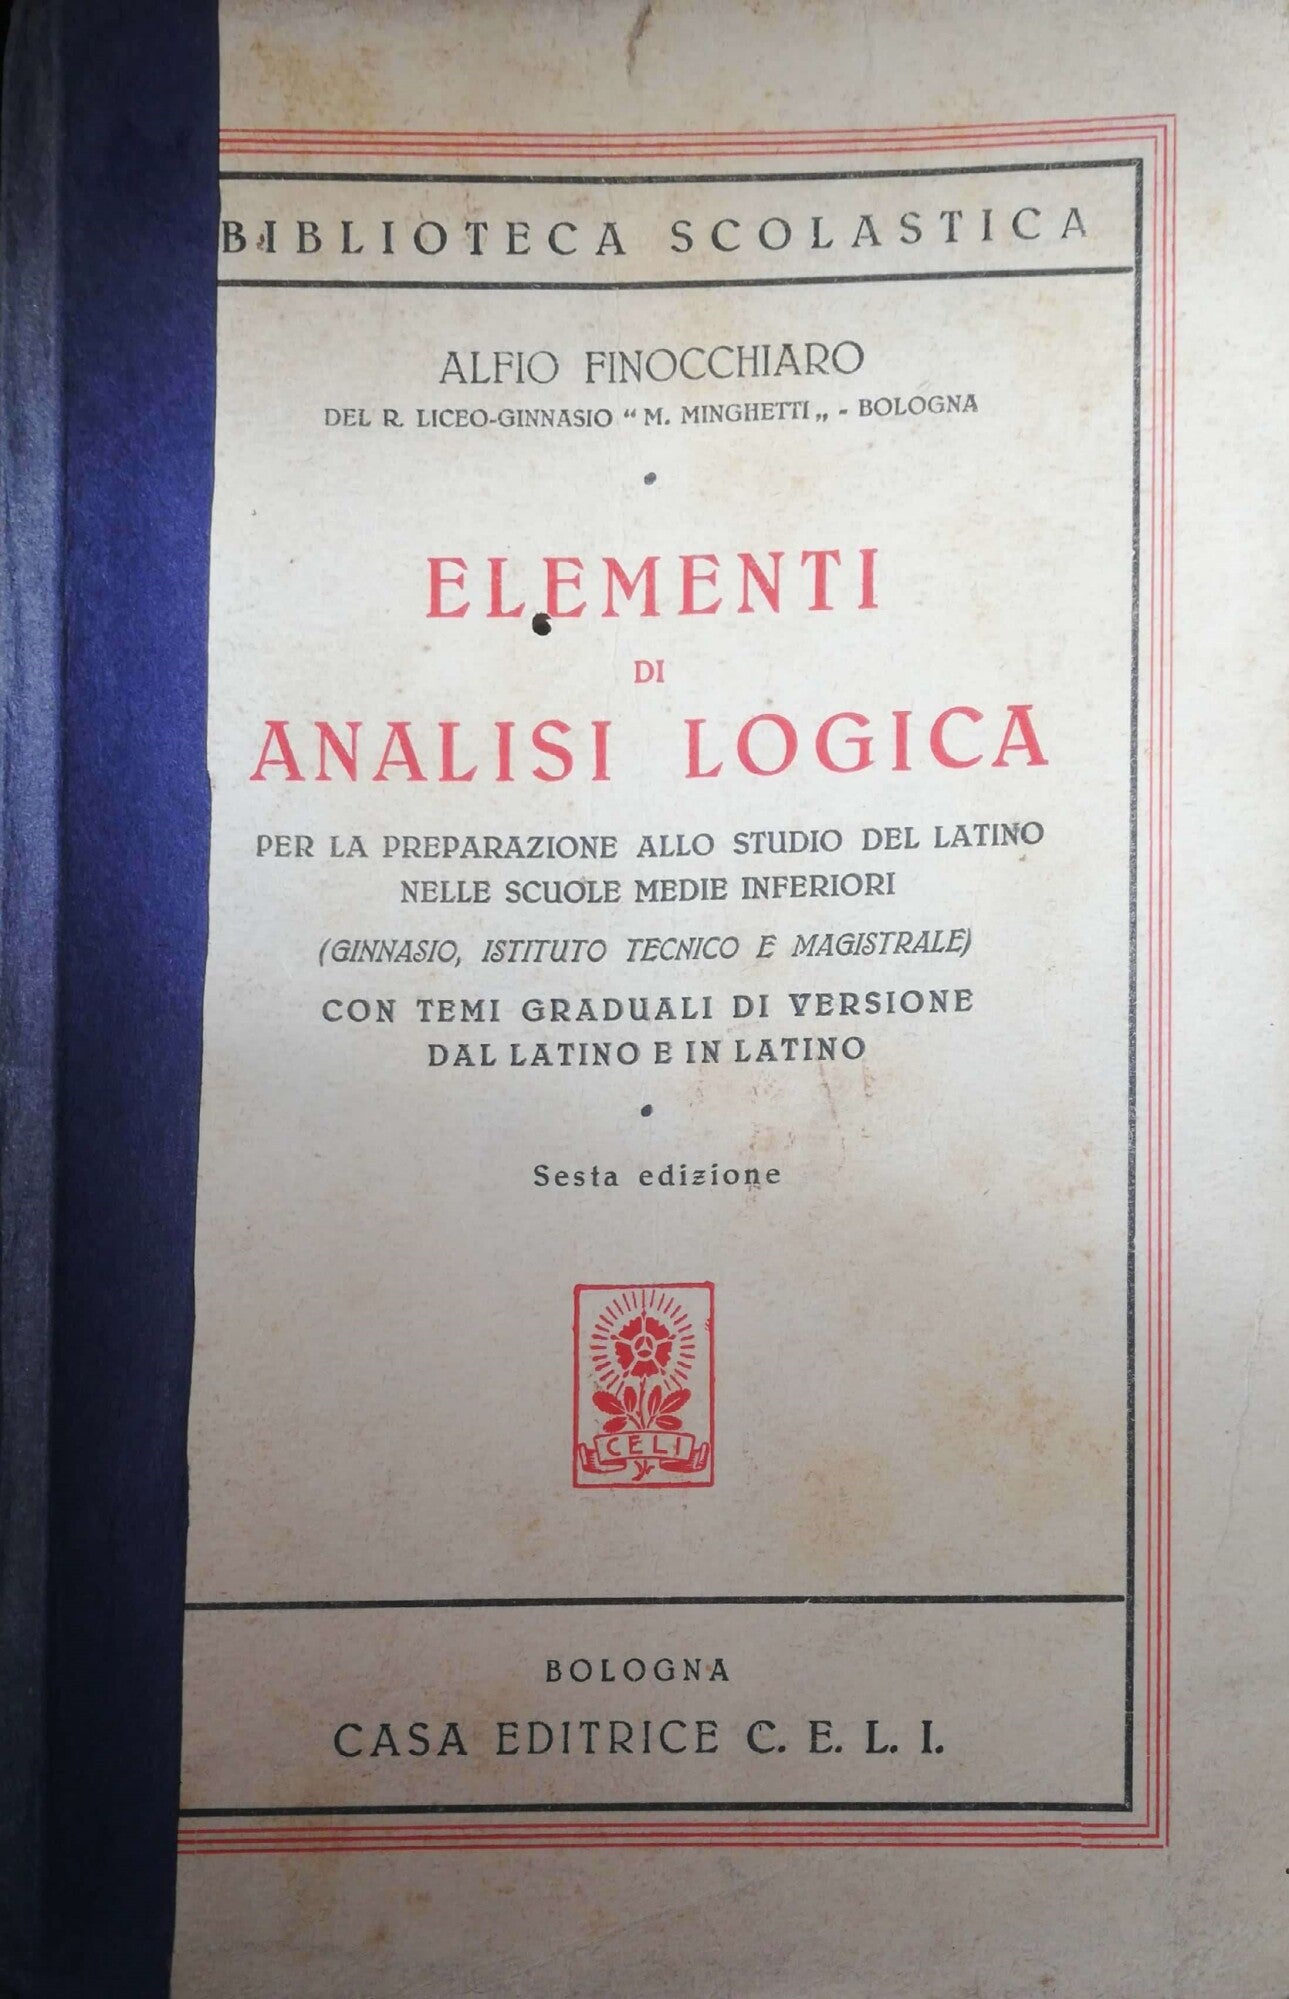 BIBLIOTECA SCOLASTICA
ALFIO FINOCCHIARO
DEL R. LICEO-GINNASIO “ M. MINGHETTI „ - BOLOGNA
ELEMENTI
DI
ANALISI LOGICA
PER LA PREPARAZIONE ALLO STUDIO DEL LATINO
NELLE SCUOLE MEDIE INFERIORI
(GINNASIO, ISTITUTO TECNICO E MAGISTRALE)
CON TEMI GRADUALI DI VERSIONE
DAL LATINO E IN LATINO
Sesta edizione
CELI
BOLOGNA
CASA EDITRICE C. E. L. I.